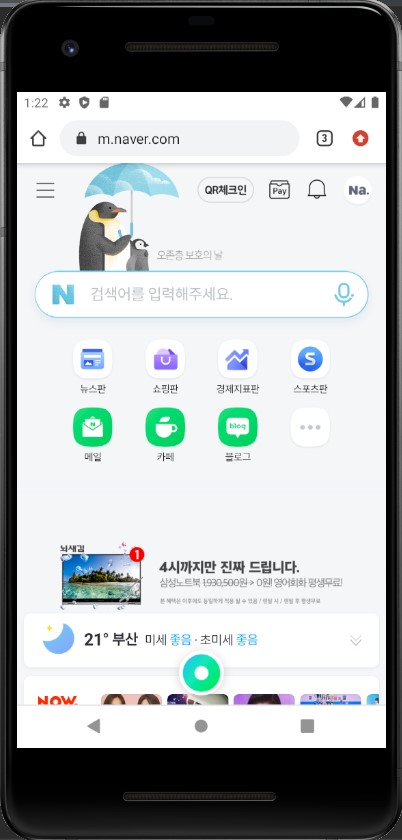 1:22
m.naver.com
3
QR체크인
Pay
Na.
오존층 보호의 날
N 검색어를 입력해주세요.
뉴스판 쇼핑판 경제지표판 스포츠판
S
N blog
메일 카페 블로그
뇌새김
1
4시까지만 진짜 드립니다.
삼성노트북 1,930,500원 -> 0원! 영어회화 평생무료!
21° 부산 미세 좋음 · 초미세 좋음
NOW.